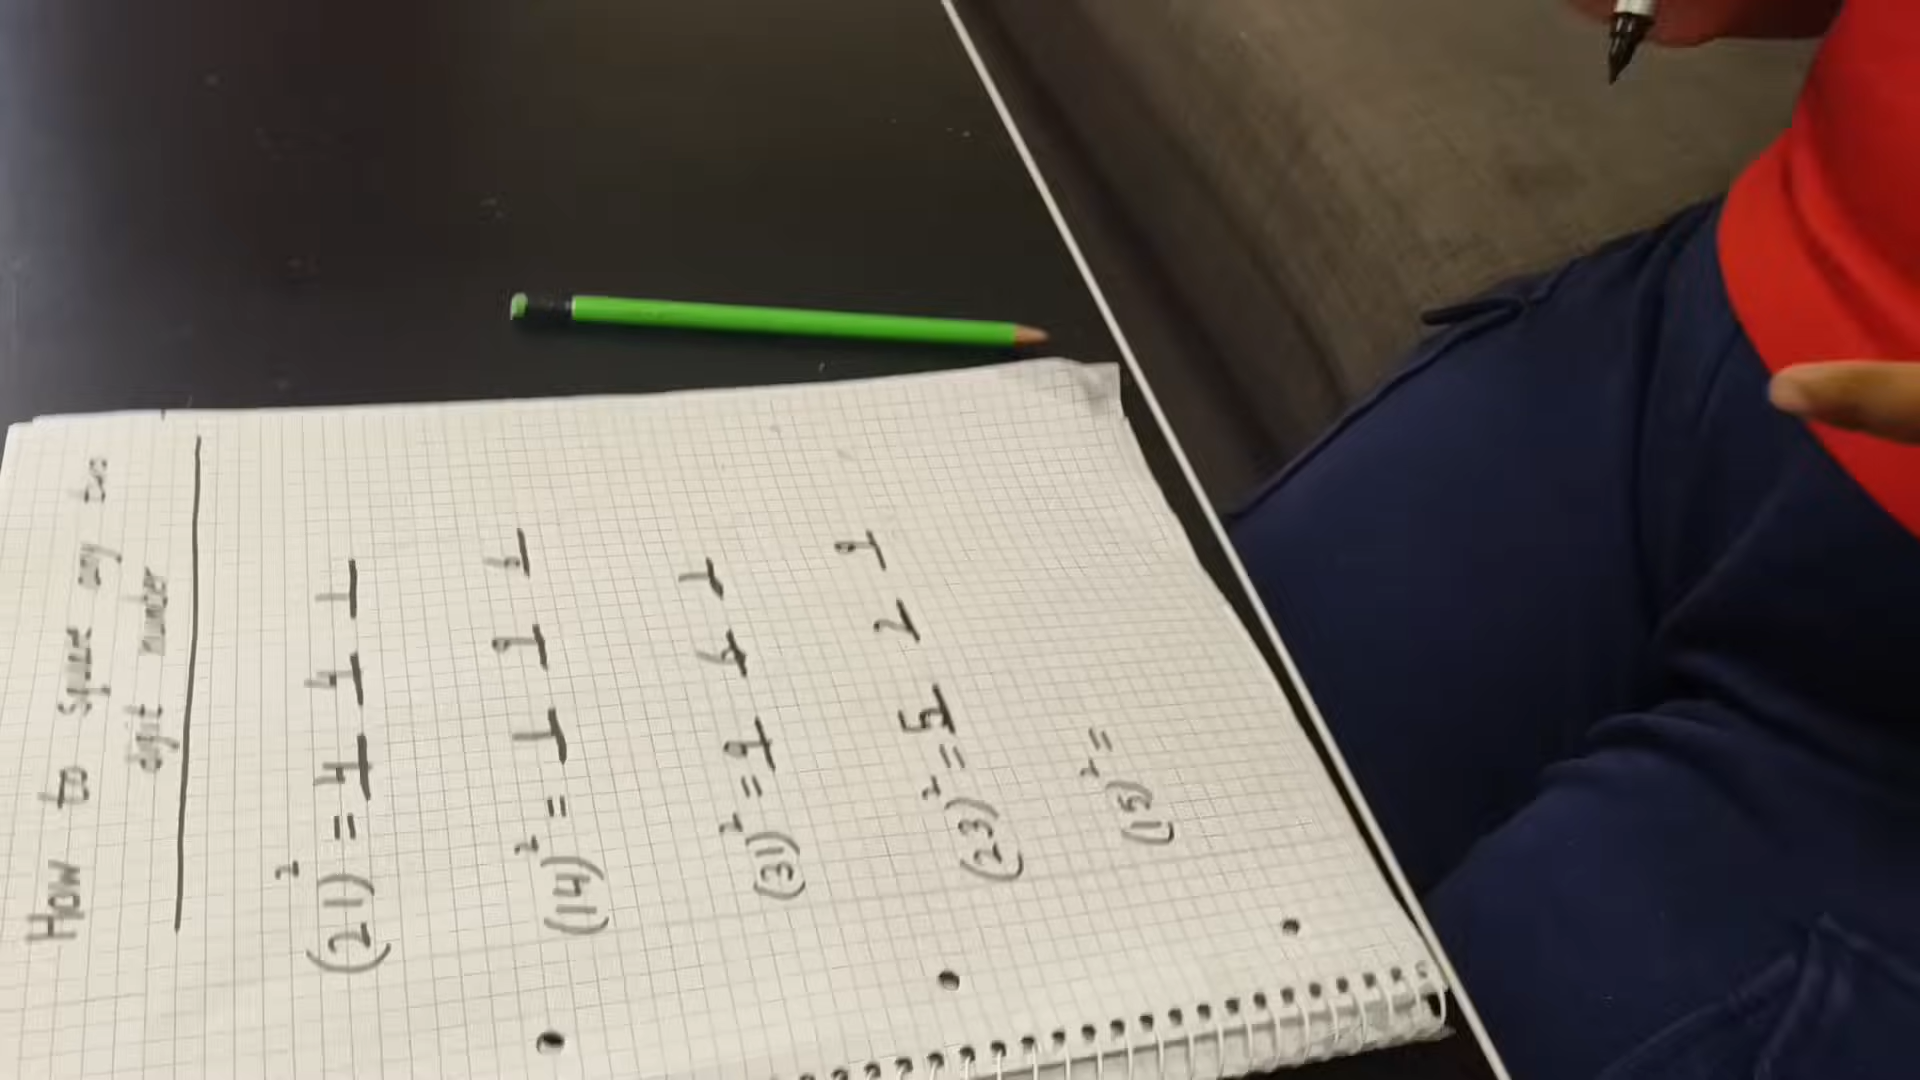 How to square any two
digit number
(21)² = 4 4 1
(14)² = 1 9 6
(31)² = 9 6 1
(23)² = 5 2 9
(15)² =